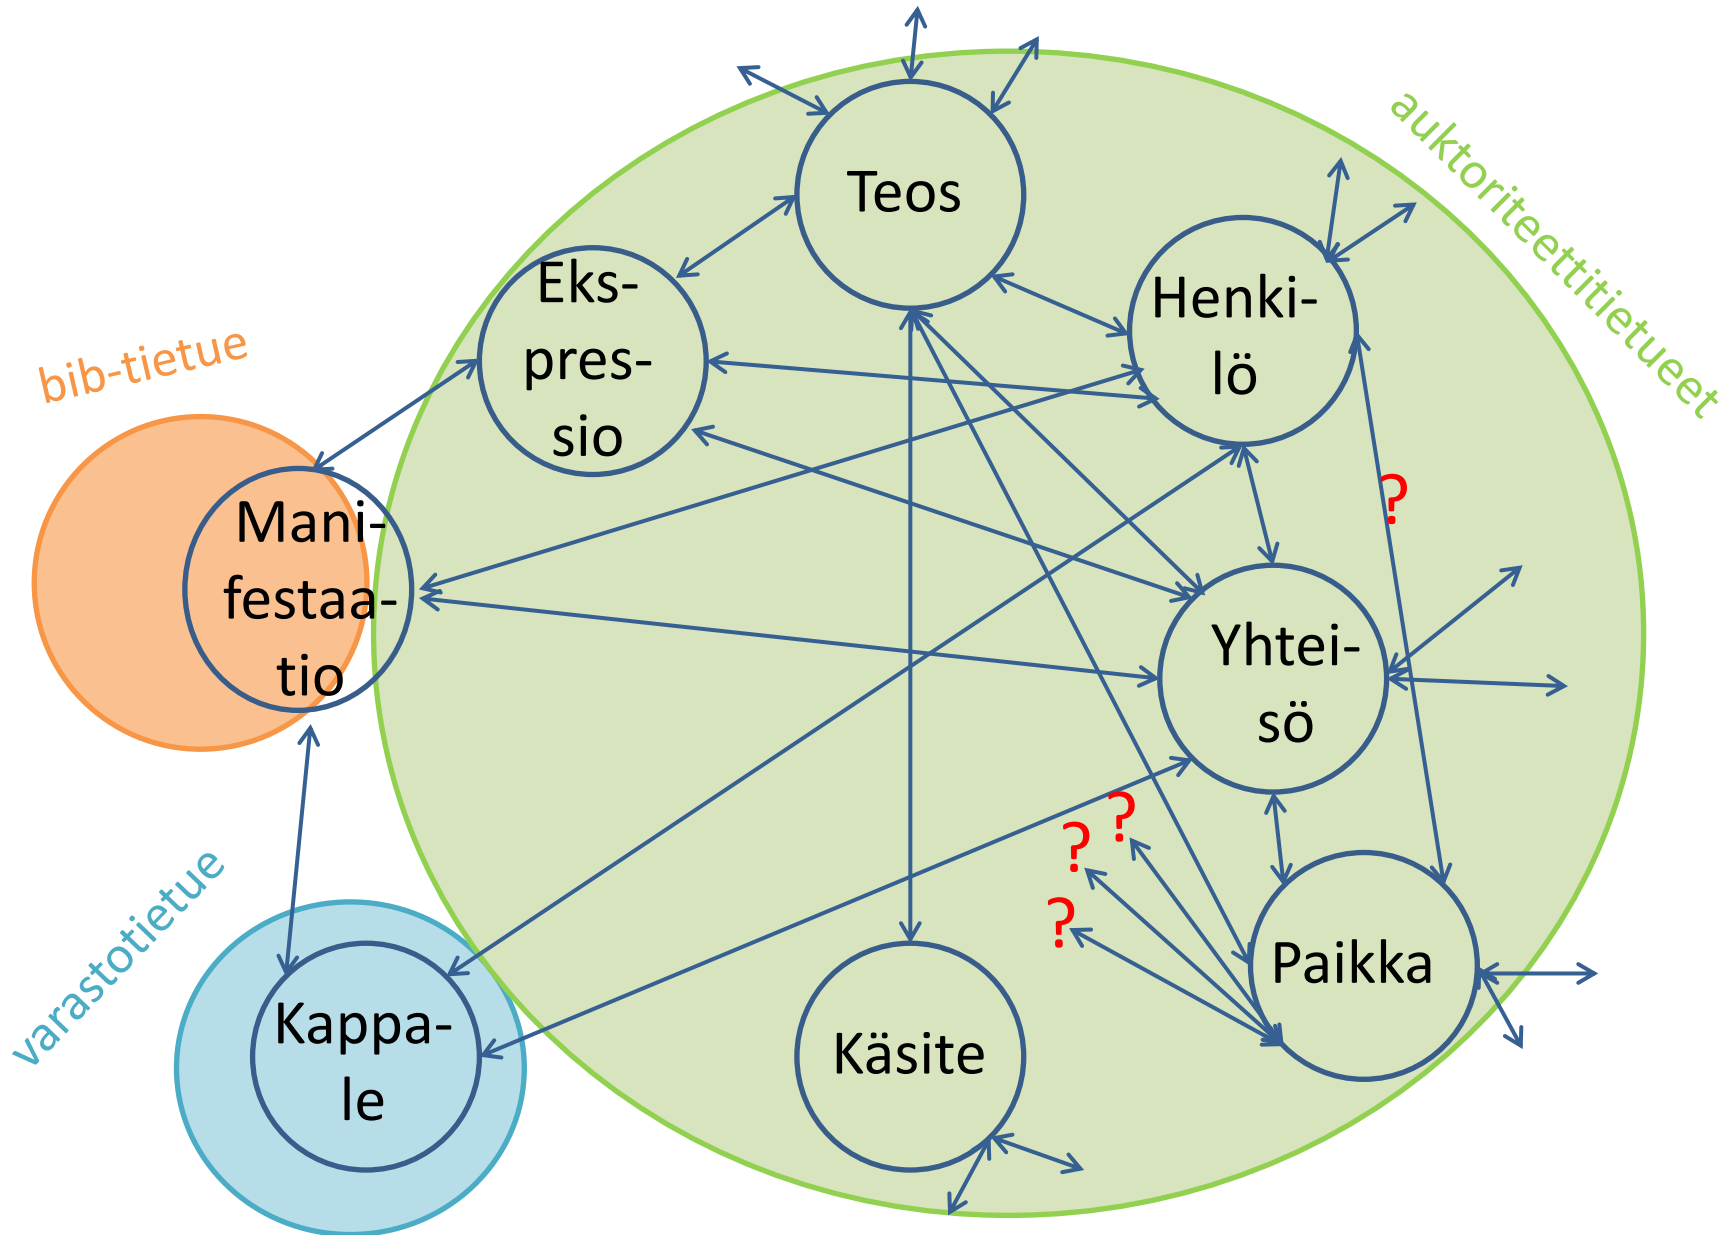 auktoriteettitietueet
Teos
Eks-
pres-
sio
Henki-
lö
bib-tietue
?
Mani-
festaa-
tio
Yhtei-
sö
?
?
?
varastotietue
Kappa-
le
Käsite
Paikka